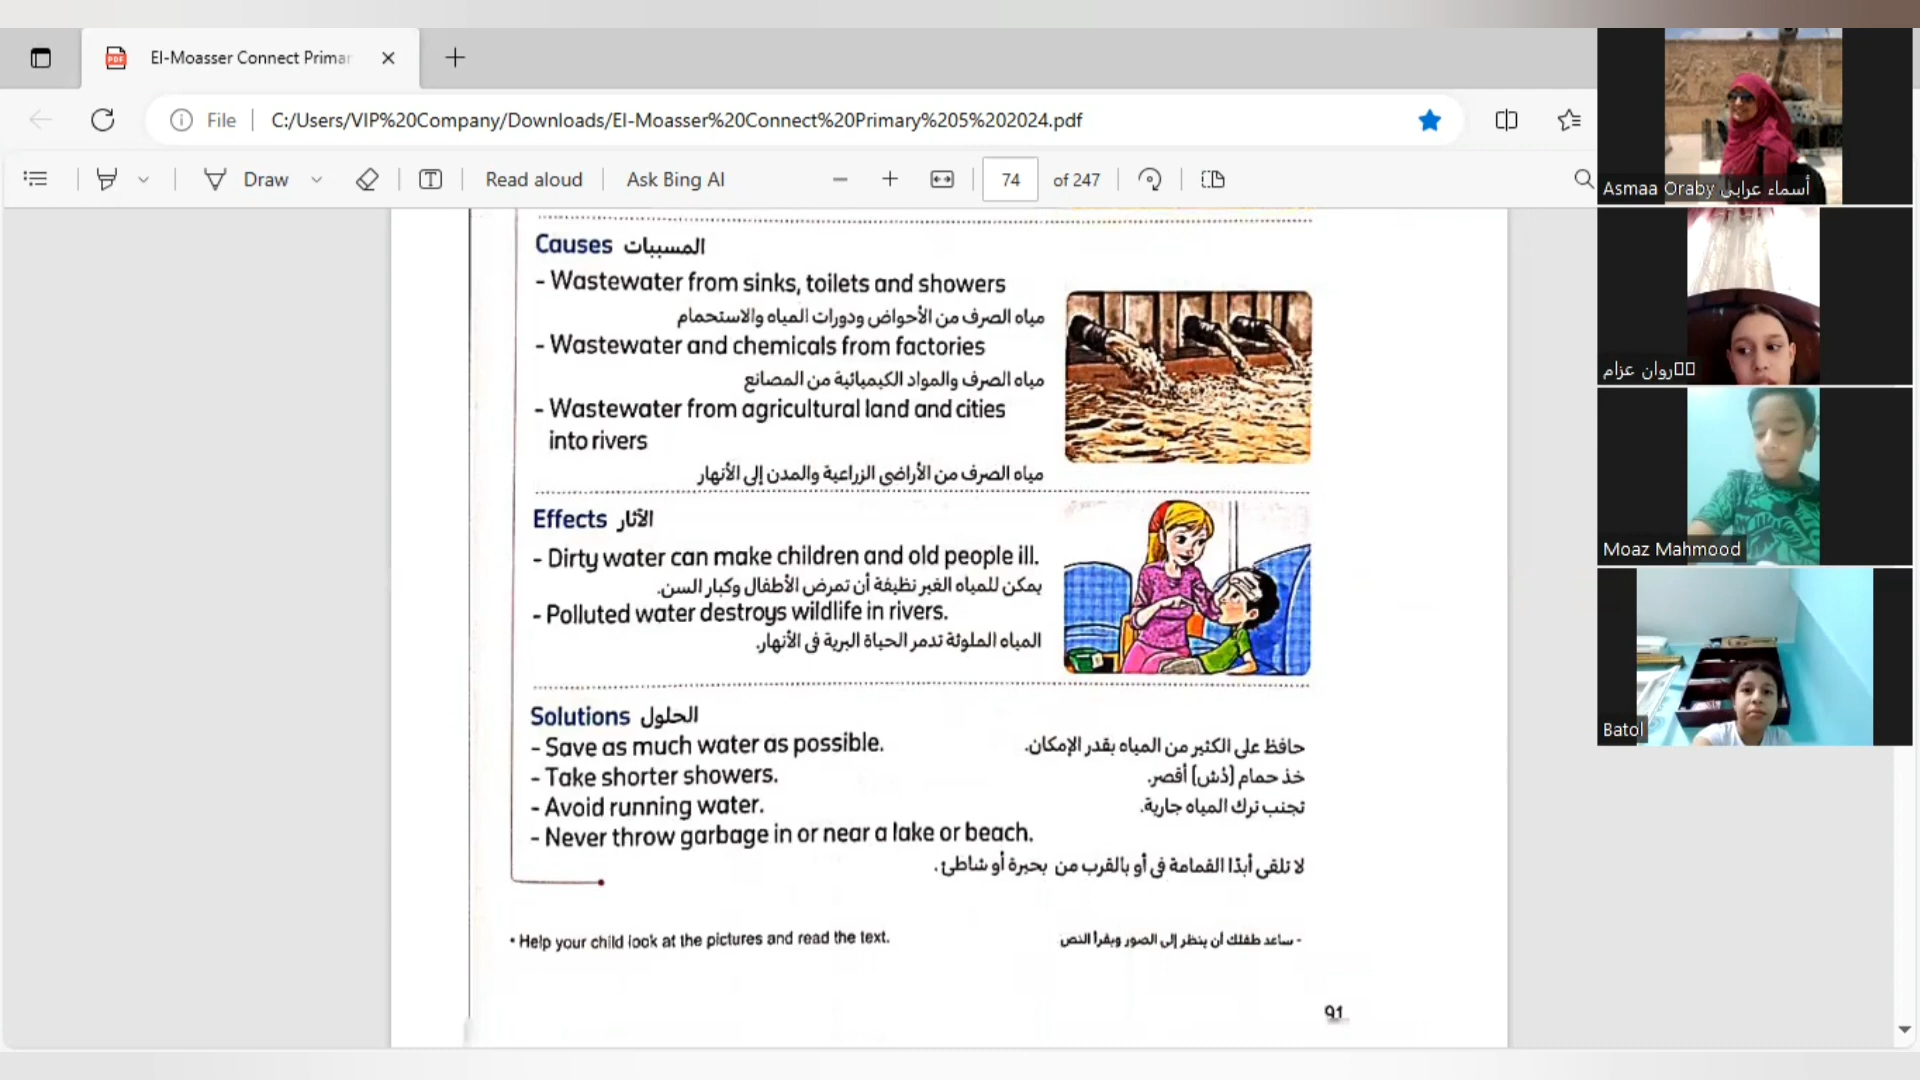 El-Moasser Connect Primar
File C:/Users/VIP%20Company/Downloads/El-Moasser%20Connect%20Primary%205%202024.pdf
Draw Read aloud Ask Bing AI 74 of 247
Causes المسببات
- Wastewater from sinks, toilets and showers
مياه الصرف من الأحواض ودورات المياه والاستحمام
- Wastewater and chemicals from factories
مياه الصرف والمواد الكيميائية من المصانع
- Wastewater from agricultural land and cities
into rivers
مياه الصرف من الأراضى الزراعية والمدن إلى الأنهار
Effects الآثار
- Dirty water can make children and old people ill.
يمكن للمياه الغير نظيفة أن تمرض الأطفال وكبار السن.
- Polluted water destroys wildlife in rivers.
المياه الملوثة تدمر الحياة البرية فى الأنهار.
Solutions الحلول
- Save as much water as possible. حافظ على الكثير من المياه بقدر الإمكان.
- Take shorter showers. خذ حمام [دُش] أقصر.
- Avoid running water. تجنب ترك المياه جارية.
- Never throw garbage in or near a lake or beach.
لا تلقى أبدًا القمامة فى أو بالقرب من بحيرة أو شاطئ.
• Help your child look at the pictures and read the text. - ساعد طفلك أن ينظر إلى الصور ويقرأ النص
91
Asmaa Oraby أسماء عرابى
روان عزام
Moaz Mahmood
Batol